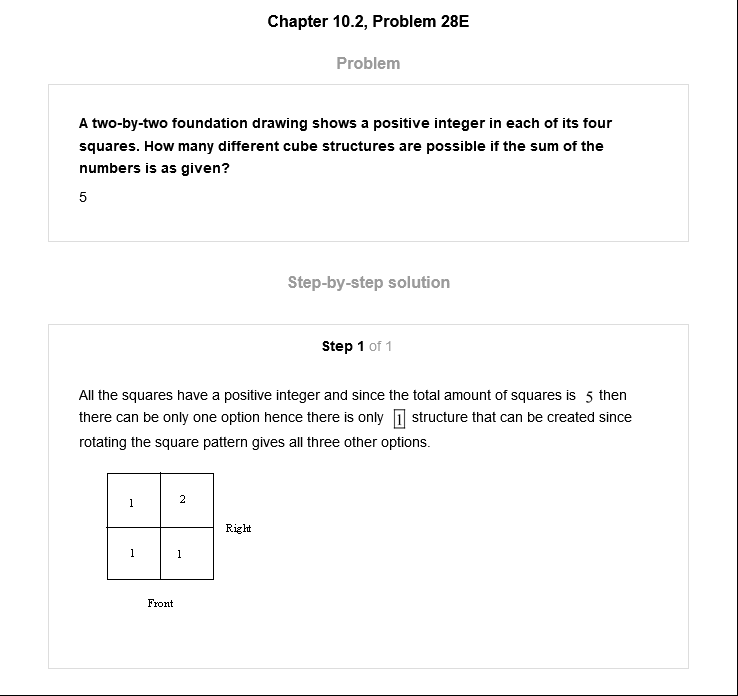 Chapter 10.2, Problem 28E
Problem
A two-by-two foundation drawing shows a positive integer in each of its four
squares. How many different cube structures are possible if the sum of the
numbers is as given?
5
Step-by-step solution
Step 1 of 1
All the squares have a positive integer and since the total amount of squares is 5 then
there can be only one option hence there is only 1 structure that can be created since
rotating the square pattern gives all three other options.
1 2
Right
1 1
Front